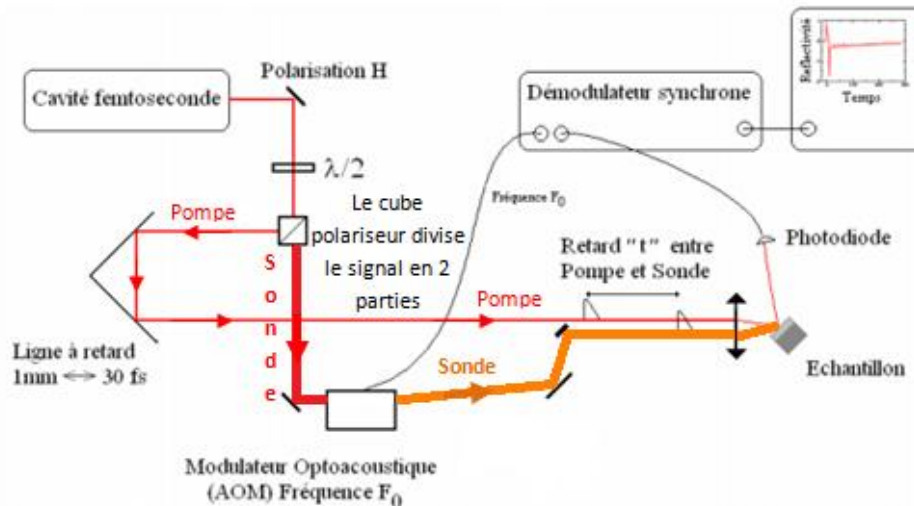 Polarisation H
Cavité femtoseconde
λ/2
Pompe
Le cube
polariseur divise
le signal en 2
parties
Sonde
Pompe
Ligne à retard
1mm <--> 30 fs
Fréquence F0
Démodulateur synchrone
Reflectivité
Temps
Retard "t" entre
Pompe et Sonde
Photodiode
Echantillon
Sonde
Modulateur Optoacoustique
(AOM) Fréquence F0